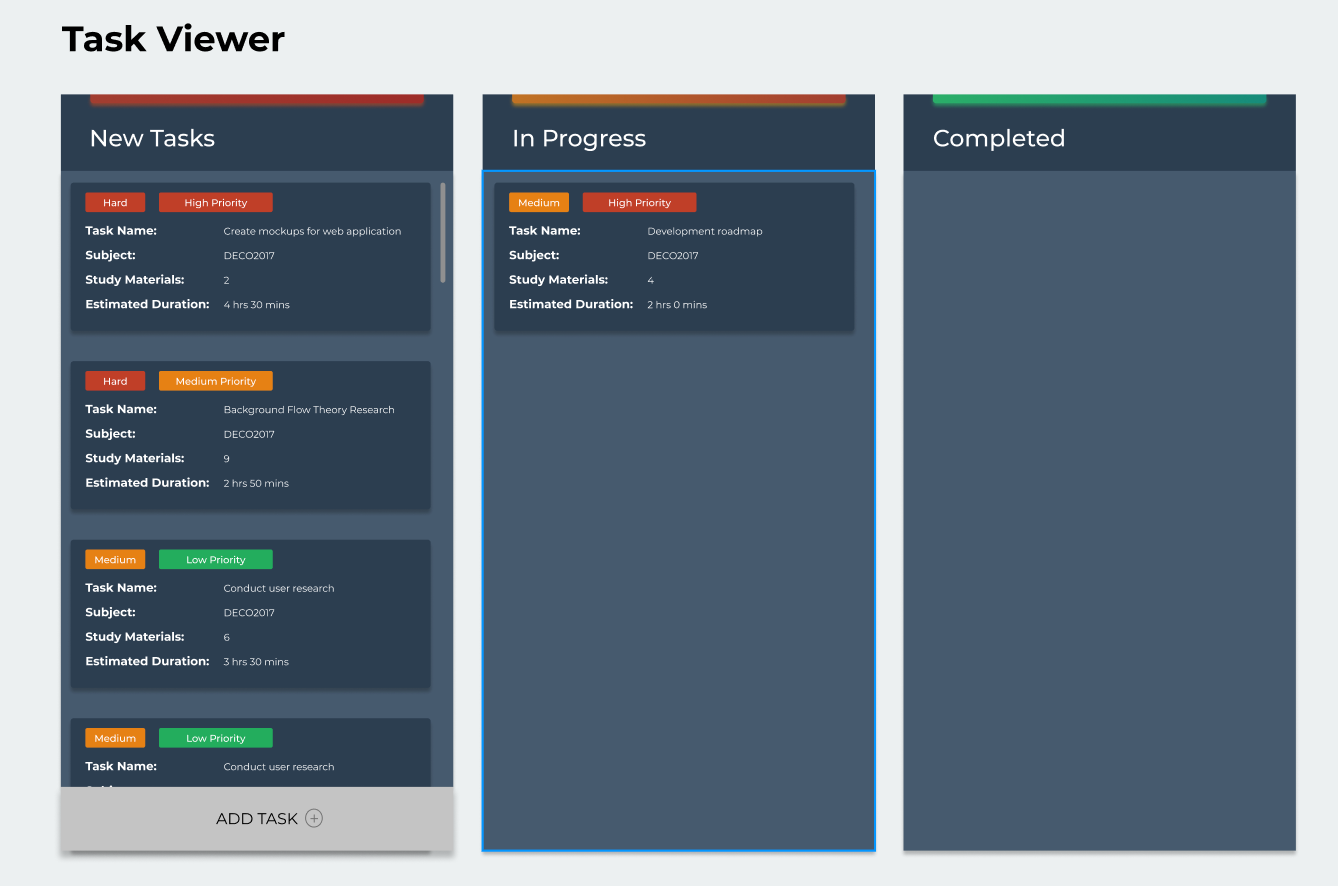 Task Viewer
New Tasks
Hard High Priority
Task Name: Create mockups for web application
Subject: DECO2017
Study Materials: 2
Estimated Duration: 4 hrs 30 mins
Hard Medium Priority
Task Name: Background Flow Theory Research
Subject: DECO2017
Study Materials: 9
Estimated Duration: 2 hrs 50 mins
Medium Low Priority
Task Name: Conduct user research
Subject: DECO2017
Study Materials: 6
Estimated Duration: 3 hrs 30 mins
Medium Low Priority
Task Name: Conduct user research
ADD TASK
In Progress
Medium High Priority
Task Name: Development roadmap
Subject: DECO2017
Study Materials: 4
Estimated Duration: 2 hrs 0 mins
Completed